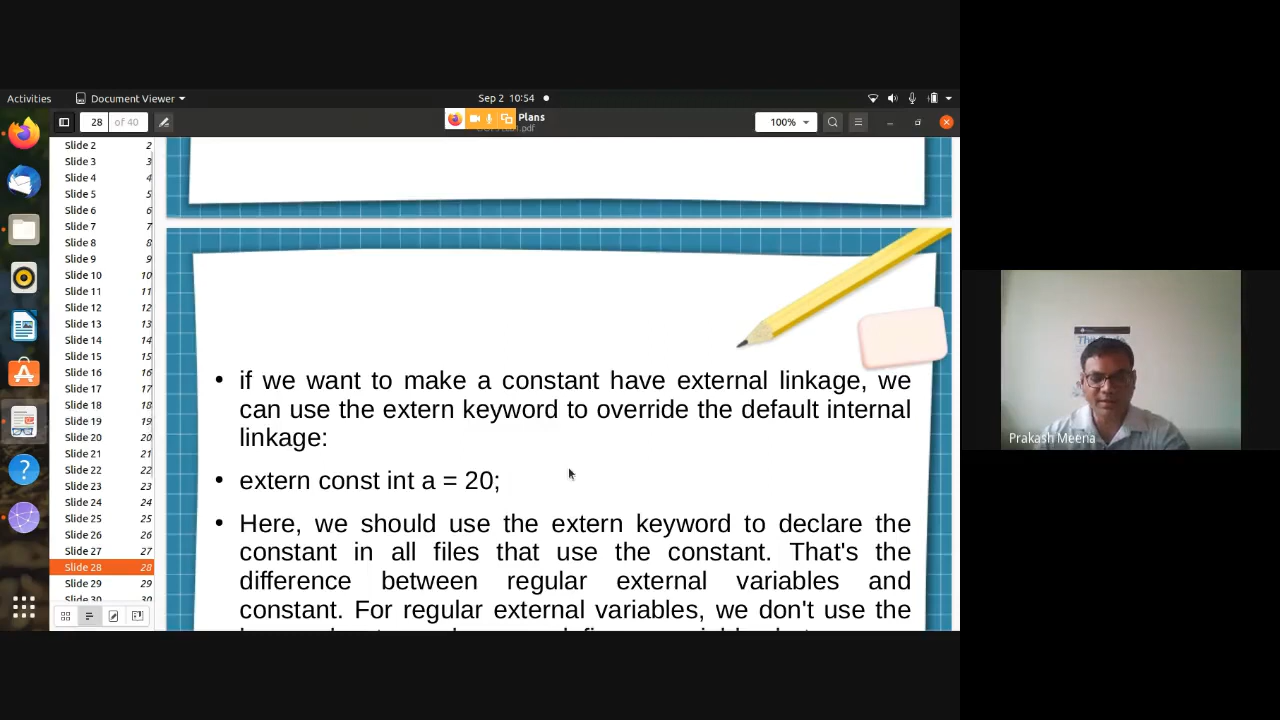 Activities
Document Viewer
Sep 2 10:54
28
of 40
Plans
.pdf
100%
Slide 2 2
Slide 3 3
Slide 4 4
Slide 5 5
Slide 6 6
Slide 7 7
Slide 8 8
Slide 9 9
Slide 10 10
Slide 11 11
Slide 12 12
Slide 13 13
Slide 14 14
Slide 15 15
Slide 16 16
Slide 17 17
Slide 18 18
Slide 19 19
Slide 20 20
Slide 21 21
Slide 22 22
Slide 23 23
Slide 24 24
Slide 25 25
Slide 26 26
Slide 27 27
Slide 28 28
Slide 29 29
Slide 30 30
• if we want to make a constant have external linkage, we
can use the extern keyword to override the default internal
linkage:
• extern const int a = 20;
• Here, we should use the extern keyword to declare the
constant in all files that use the constant. That's the
difference between regular external variables and
constant. For regular external variables, we don't use the
Prakash Meena